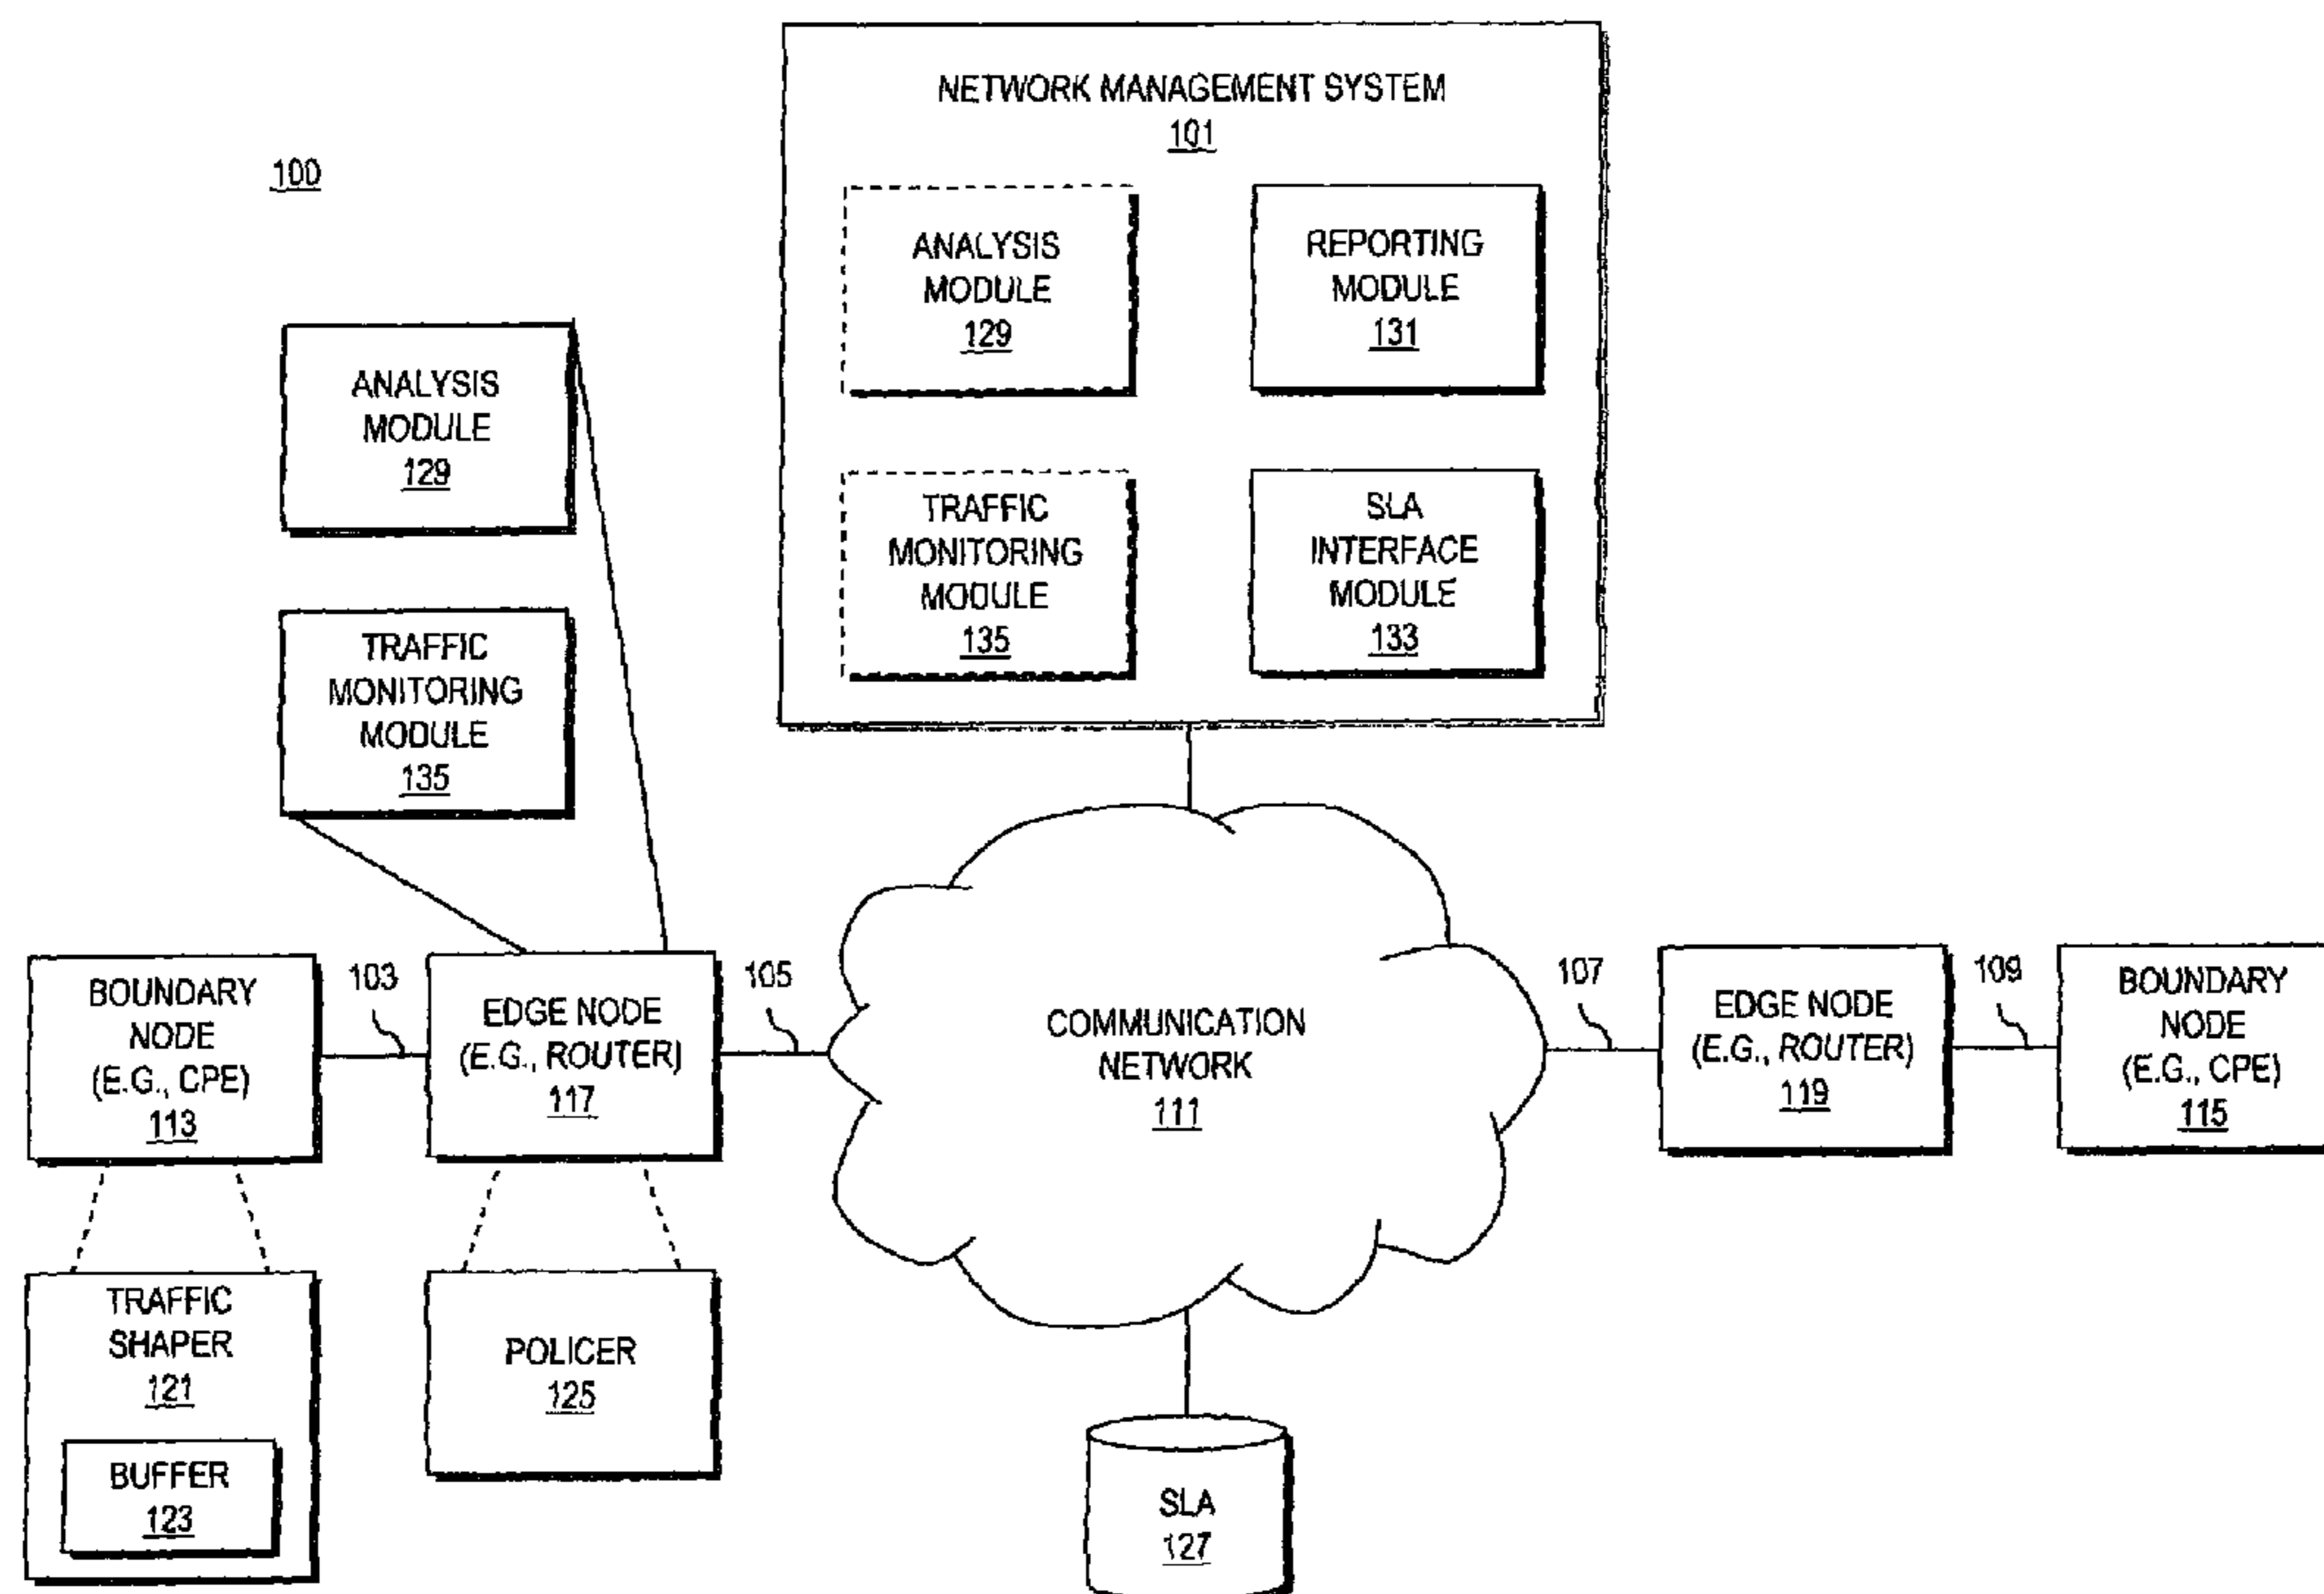 NETWORK MANAGEMENT SYSTEM
101
100
ANALYSIS
MODULE
129
REPORTING
MODULE
131
ANALYSIS
MODULE
129
TRAFFIC
MONITORING
MODULE
135
SLA
INTERFACE
MODULE
133
TRAFFIC
MONITORING
MODULE
135
BOUNDARY
NODE
(E.G., CPE)
113
103
EDGE NODE
(E.G., ROUTER)
117
105
COMMUNICATION
NETWORK
111
107
EDGE NODE
(E.G., ROUTER)
119
109
BOUNDARY
NODE
(E.G., CPE)
115
TRAFFIC
SHAPER
121
BUFFER
123
POLICER
125
SLA
127